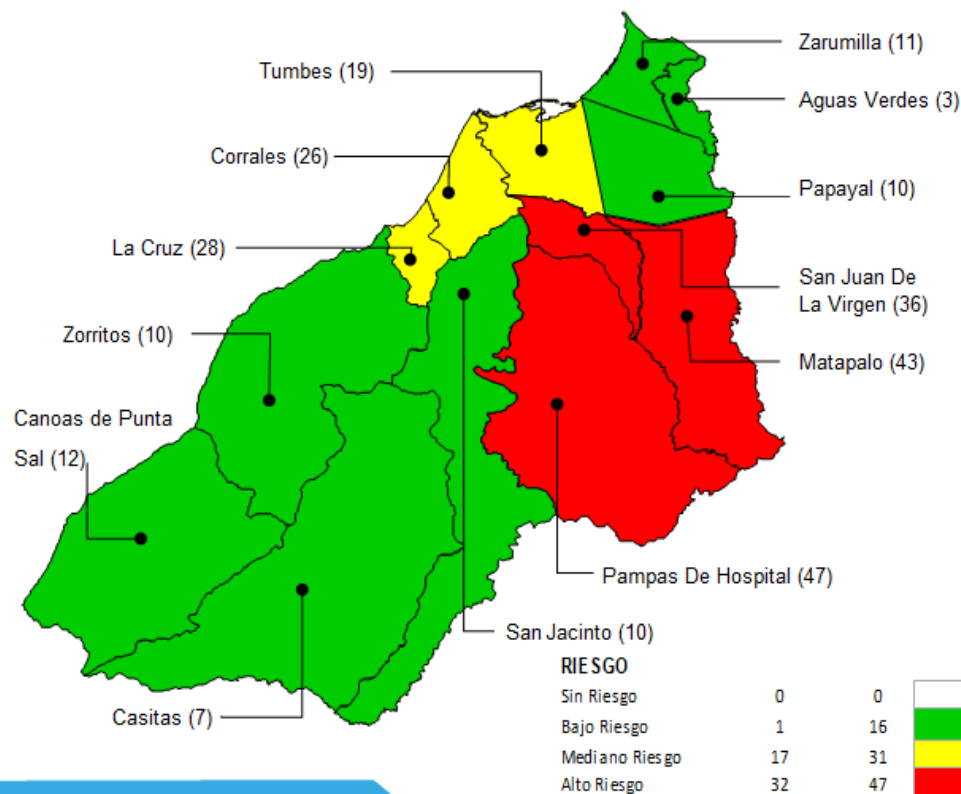 Zarumilla (11)
Tumbes (19)
Aguas Verdes (3)
Corrales (26)
Papayal (10)
La Cruz (28)
San Juan De
La Virgen (36)
Zorritos (10)
Matapalo (43)
Canoas de Punta
Sal (12)
Pampas De Hospital (47)
San Jacinto (10)
Casitas (7)
RIESGO
Sin Riesgo 0 0
Bajo Riesgo 1 16
Mediano Riesgo 17 31
Alto Riesgo 32 47